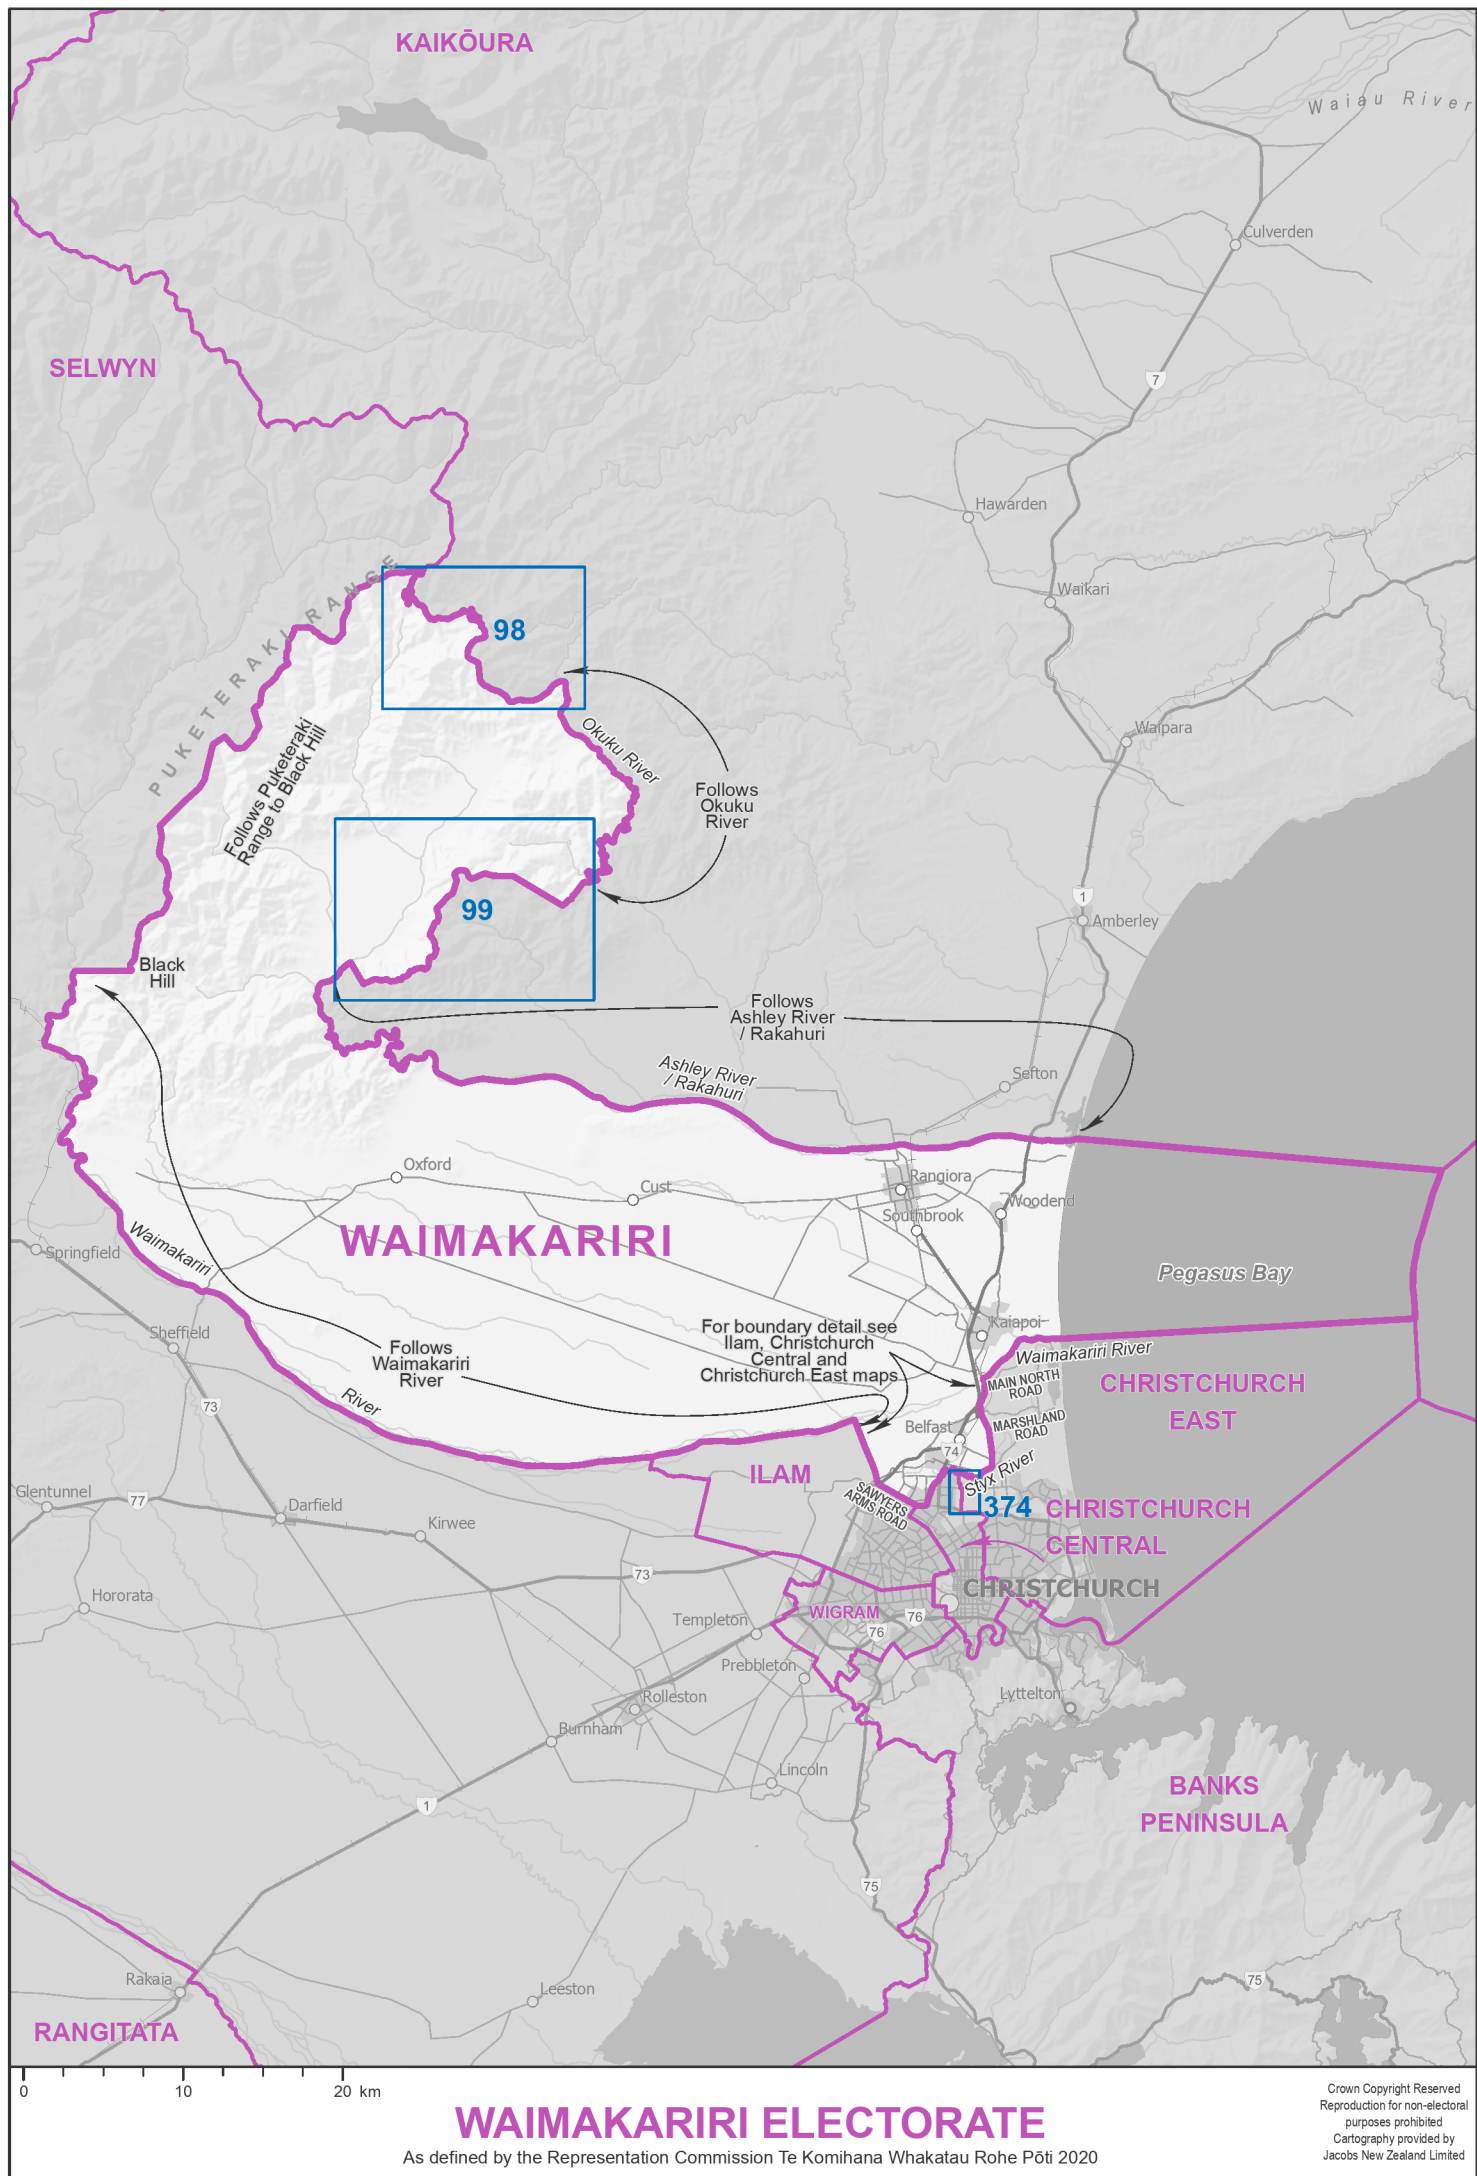 KAIKŌURA
Waiau River
Culverden
SELWYN
7
Hawarden
PUKETERAKI RANGE
Waikari
98
Okuku River
Follows Puketeraki
Range to Black Hill
Waipara
Follows
Okuku
River
1
Amberley
99
Black
Hill
Follows
Ashley River
/ Rakahuri
Ashley River
/ Rakahuri
Sefton
Oxford
Cust
Rangiora
Woodend
Southbrook
WAIMAKARIRI
Springfield
Waimakariri
Pegasus Bay
Sheffield
Kaiapoi
For boundary detail see
Ilam, Christchurch
Central and
Christchurch East maps
Follows
Waimakariri
River
Waimakariri River
MAIN NORTH
ROAD
CHRISTCHURCH
EAST
River
73
MARSHLAND
ROAD
Belfast
74
ILAM
Styx River
SAWYERS
ARMS ROAD
374
CHRISTCHURCH
CENTRAL
Glentunnel
77
Darfield
Kirwee
73
CHRISTCHURCH
Hororata
WIGRAM
76
76
Templeton
Prebbleton
Rolleston
Lyttelton
Burnham
Lincoln
BANKS
PENINSULA
1
75
Rakaia
Leeston
75
RANGITATA
0 10 20 km
WAIMAKARIRI ELECTORATE
As defined by the Representation Commission Te Komihana Whakatau Rohe Pōti 2020
Crown Copyright Reserved
Reproduction for non-electoral
purposes prohibited
Cartography provided by
Jacobs New Zealand Limited